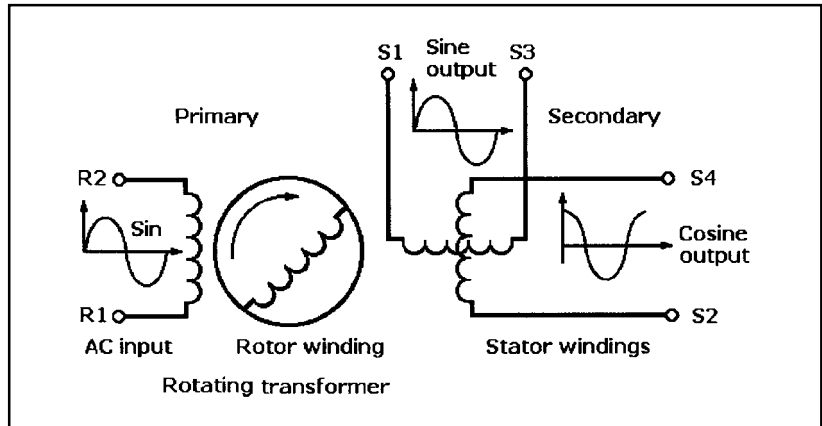 S1
Sine
output
S3
Primary
Secondary
R2
Sin
S4
Cosine
output
R1
S2
AC input
Rotor winding
Stator windings
Rotating transformer